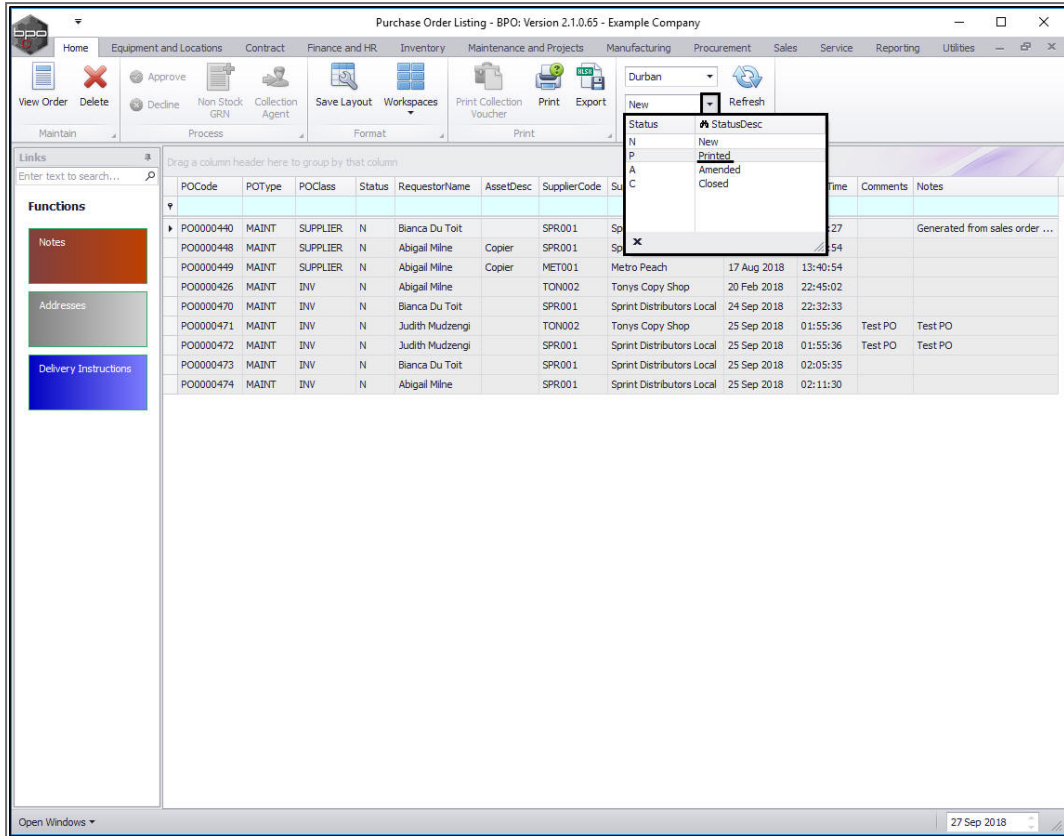 Purchase Order Listing - BPO: Version 2.1.0.65 - Example Company
bpo
Home Equipment and Locations Contract Finance and HR Inventory Maintenance and Projects Manufacturing Procurement Sales Service Reporting Utilities
View Order Delete Approve Decline Non Stock GRN Collection Agent Save Layout Workspaces Print Collection Voucher Print Export Durban New Refresh
Maintain Process Format Print
Status StatusDesc
N New
P Printed
A Amended
C Closed
Links
Enter text to search...
Functions
Notes
Addresses
Delivery Instructions
Drag a column header here to group by that column
POCode POType POClass Status RequestorName AssetDesc SupplierCode Comments Notes
PO0000440 MAINT SUPPLIER N Bianca Du Toit SPR001 Sp :27 Generated from sales order ...
PO0000448 MAINT SUPPLIER N Abigail Milne Copier SPR001 Sp :54
PO0000449 MAINT SUPPLIER N Abigail Milne Copier MET001 Metro Peach 17 Aug 2018 13:40:54
PO0000426 MAINT INV N Abigail Milne TON002 Tonys Copy Shop 20 Feb 2018 22:45:02
PO0000470 MAINT INV N Bianca Du Toit SPR001 Sprint Distributors Local 24 Sep 2018 22:32:33
PO0000471 MAINT INV N Judith Mudzengi TON002 Tonys Copy Shop 25 Sep 2018 01:55:36 Test PO Test PO
PO0000472 MAINT INV N Judith Mudzengi SPR001 Sprint Distributors Local 25 Sep 2018 01:55:36 Test PO Test PO
PO0000473 MAINT INV N Bianca Du Toit SPR001 Sprint Distributors Local 25 Sep 2018 02:05:35
PO0000474 MAINT INV N Abigail Milne SPR001 Sprint Distributors Local 25 Sep 2018 02:11:30
Open Windows
27 Sep 2018